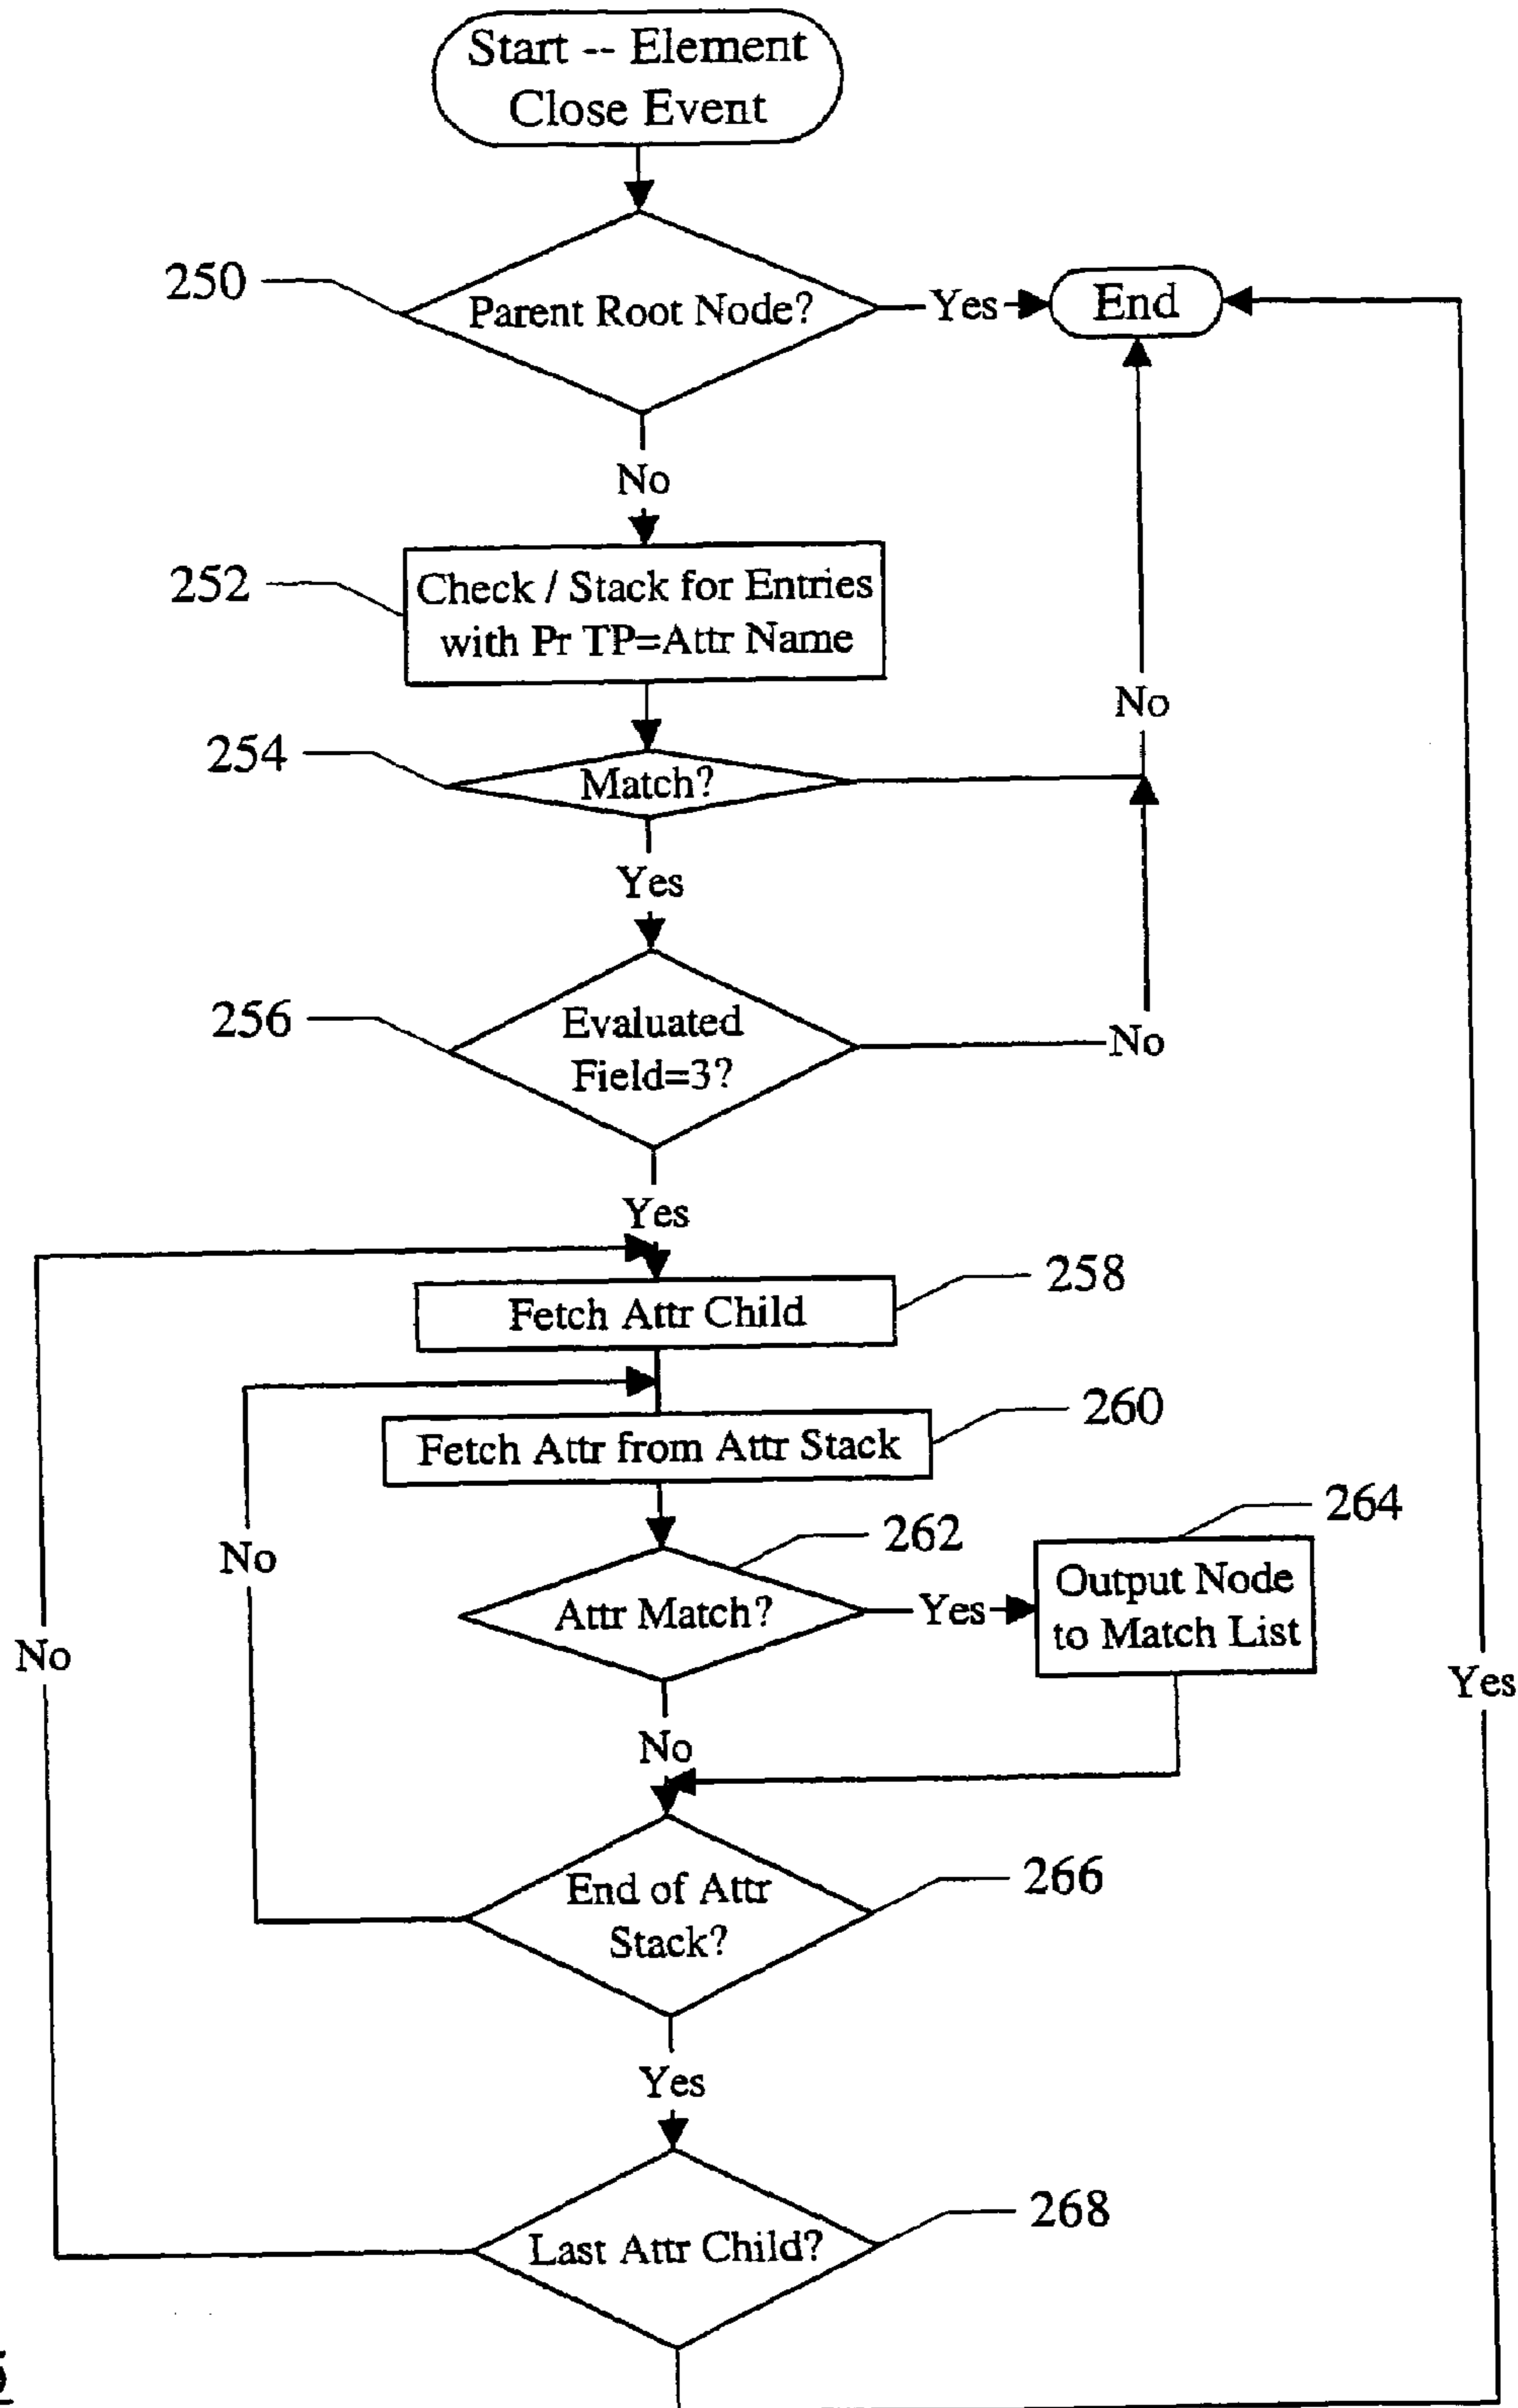 Start -- Element
Close Event
250
Parent Root Node?
Yes
End
No
252
Check / Stack for Entries
with Pr TP=Attr Name
No
254
Match?
Yes
256
Evaluated
Field=3?
No
Yes
258
Fetch Attr Child
260
Fetch Attr from Attr Stack
264
262
No
Output Node
to Match List
Attr Match?
Yes
No
Yes
No
266
End of Attr
Stack?
Yes
268
Last Attr Child?